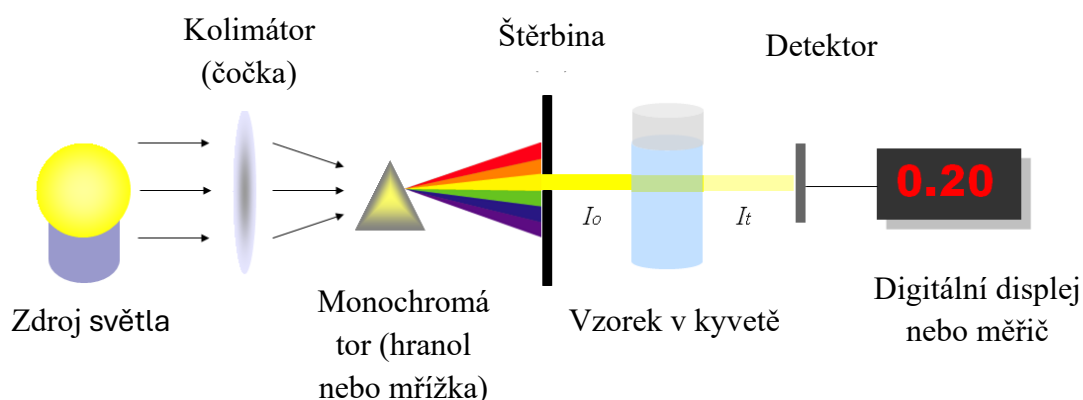 Kolimátor
(čočka)
Štěrbina
Detektor
0.20
Io
It
Zdroj světla
Monochromá
tor (hranol
nebo mřížka)
Vzorek v kyvetě
Digitální displej
nebo měřič